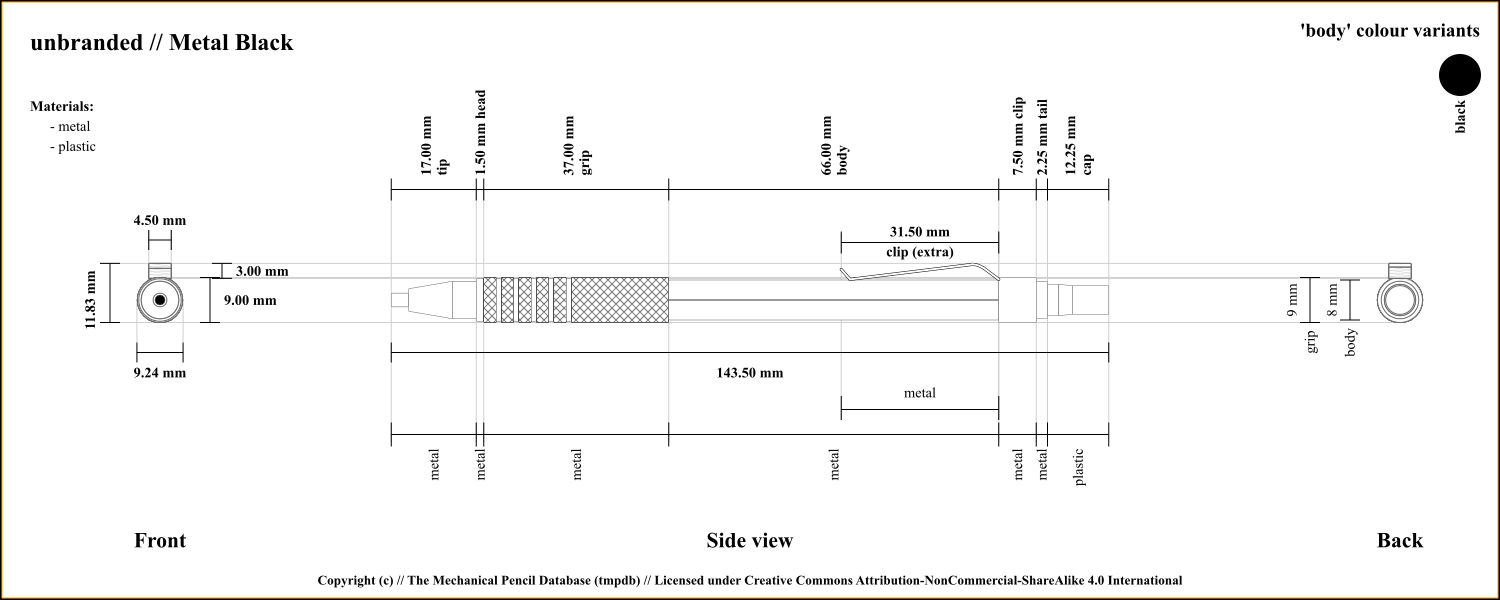 unbranded // Metal Black
'body' colour variants
black
Materials:
- metal
- plastic
17.00 mm
tip
1.50 mm head
37.00 mm
grip
66.00 mm
body
7.50 mm clip
2.25 mm tail
12.25 mm
cap
4.50 mm
3.00 mm
9.00 mm
11.83 mm
9.24 mm
31.50 mm
clip (extra)
9 mm
grip
8 mm
body
143.50 mm
metal
metal
metal
metal
metal
metal
metal
plastic
Front
Side view
Back
Copyright (c) // The Mechanical Pencil Database (tmpdb) // Licensed under Creative Commons Attribution-NonCommercial-ShareAlike 4.0 International